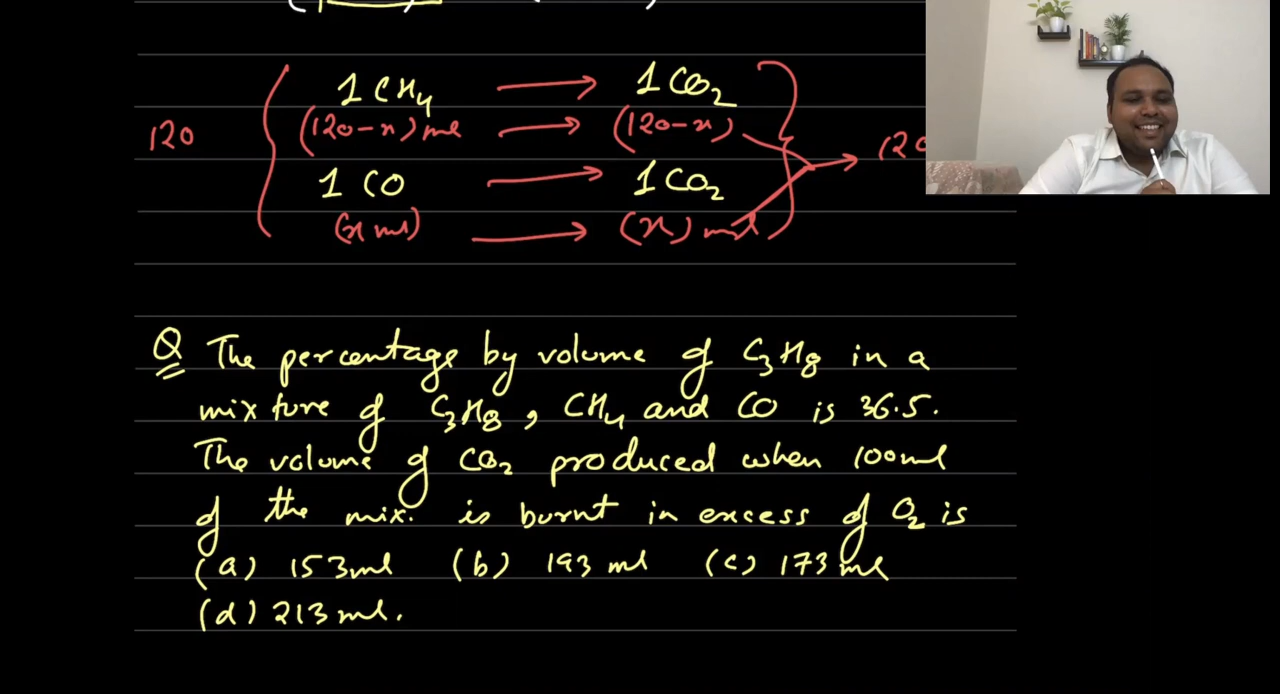 1 CH4 → 1 CO2
120 (120-x) ml → (120-x) → 120
1 CO → 1 CO2
(x ml) → (x) ml
Q The percentage by volume of C3H8 in a
mixture of C3H8, CH4 and CO is 36.5.
The volume of CO2 produced when 100ml
of the mix. is burnt in excess of O2 is
(a) 153ml (b) 193 ml (c) 173 ml
(d) 213 ml.